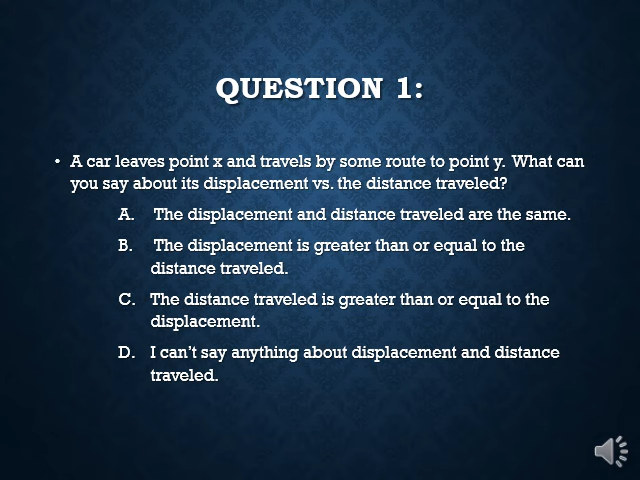 QUESTION 1:
• A car leaves point x and travels by some route to point y. What can
you say about its displacement vs. the distance traveled?
A. The displacement and distance traveled are the same.
B. The displacement is greater than or equal to the
distance traveled.
C. The distance traveled is greater than or equal to the
displacement.
D. I can't say anything about displacement and distance
traveled.